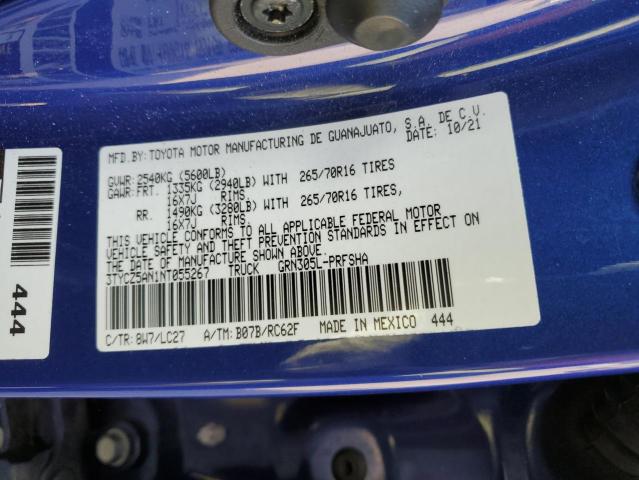 MFD.BY:TOYOTA MOTOR MANUFACTURING DE GUANAJUATO, S.A. DE C.V.
DATE: 10/21
GVWR: 2540KG (5600LB)
GAWR:FRT. 1335KG (2940LB) WITH 265/70R16 TIRES
16X7J RIMS,
RR. 1490KG (3280LB) WITH 265/70R16 TIRES,
16X7J RIMS,
THIS VEHICLE CONFORMS TO ALL APPLICABLE FEDERAL MOTOR
VEHICLE SAFETY AND THEFT PREVENTION STANDARDS IN EFFECT ON
THE DATE OF MANUFACTURE SHOWN ABOVE.
3TYCZ5AN1NT055267 TRUCK GRN305L-PRFSHA
C/TR:8W7/LC27 A/TM:B07B/RC62F MADE IN MEXICO 444
444